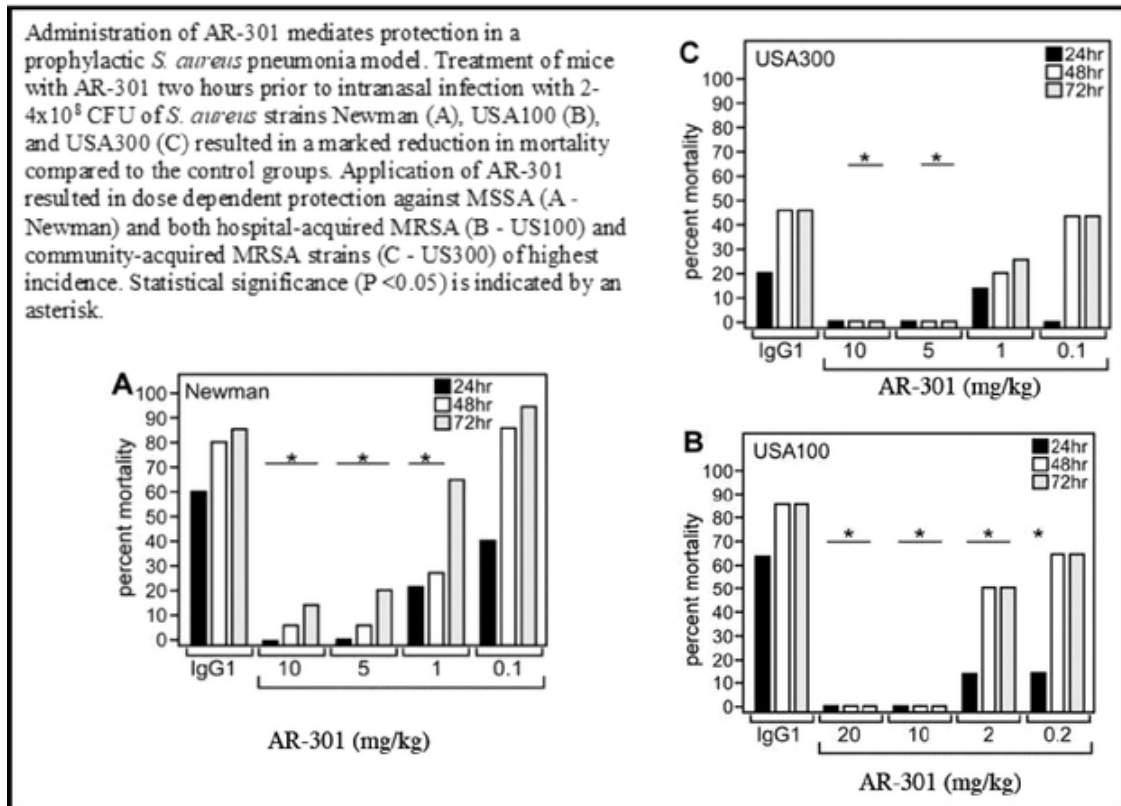 Administration of AR-301 mediates protection in a
prophylactic S. aureus pneumonia model. Treatment of mice
with AR-301 two hours prior to intranasal infection with 2-
4x10⁸ CFU of S. aureus strains Newman (A), USA100 (B),
and USA300 (C) resulted in a marked reduction in mortality
compared to the control groups. Application of AR-301
resulted in dose dependent protection against MSSA (A -
Newman) and both hospital-acquired MRSA (B - US100) and
community-acquired MRSA strains (C - US300) of highest
incidence. Statistical significance (P <0.05) is indicated by an
asterisk.
C
USA300
24hr
48hr
72hr
percent mortality
100
90
80
70
60
50
40
30
20
10
0
* *
IgG1 10 5 1 0.1
AR-301 (mg/kg)
A
Newman
24hr
48hr
72hr
percent mortality
100
90
80
70
60
50
40
30
20
10
0
* * *
IgG1 10 5 1 0.1
AR-301 (mg/kg)
B
USA100
24hr
48hr
72hr
percent mortality
100
90
80
70
60
50
40
30
20
10
0
* * * *
IgG1 20 10 2 0.2
AR-301 (mg/kg)